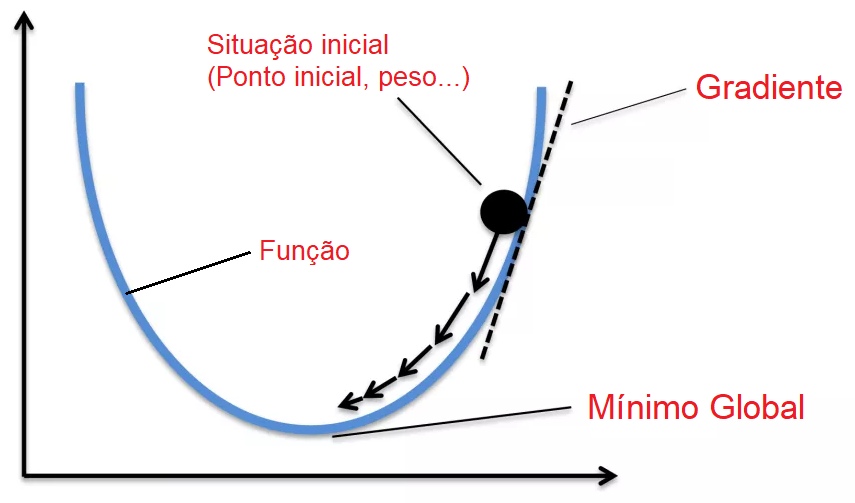 Situação inicial
(Ponto inicial, peso...)
Gradiente
Função
Mínimo Global